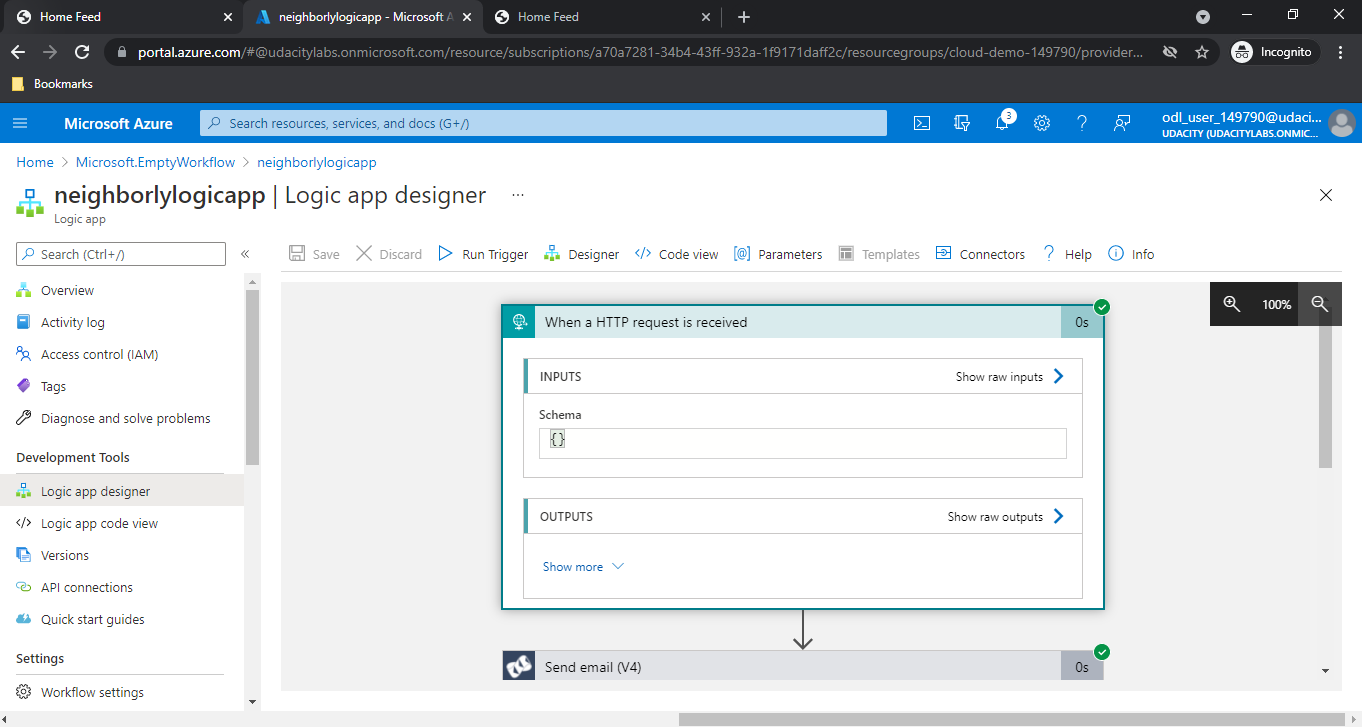 Home Feed
neighborlylogicapp - Microsoft A
Home Feed
portal.azure.com/#@udacitylabs.onmicrosoft.com/resource/subscriptions/a70a7281-34b4-43ff-932a-1f9171daff2c/resourcegroups/cloud-demo-149790/provider...
Incognito
Bookmarks
Microsoft Azure
Search resources, services, and docs (G+/)
3
odl_user_149790@udaci...
UDACITY (UDACITYLABS.ONMIC...
Home > Microsoft.EmptyWorkflow > neighborlylogicapp
neighborlylogicapp | Logic app designer ...
Logic app
Search (Ctrl+/)
«
Save
Discard
Run Trigger
Designer
Code view
Parameters
Templates
Connectors
Help
Info
Overview
Activity log
Access control (IAM)
Tags
Diagnose and solve problems
Development Tools
Logic app designer
Logic app code view
Versions
API connections
Quick start guides
Settings
Workflow settings
When a HTTP request is received
0s
100%
INPUTS
Show raw inputs
Schema
{}
OUTPUTS
Show raw outputs
Show more
Send email (V4)
0s